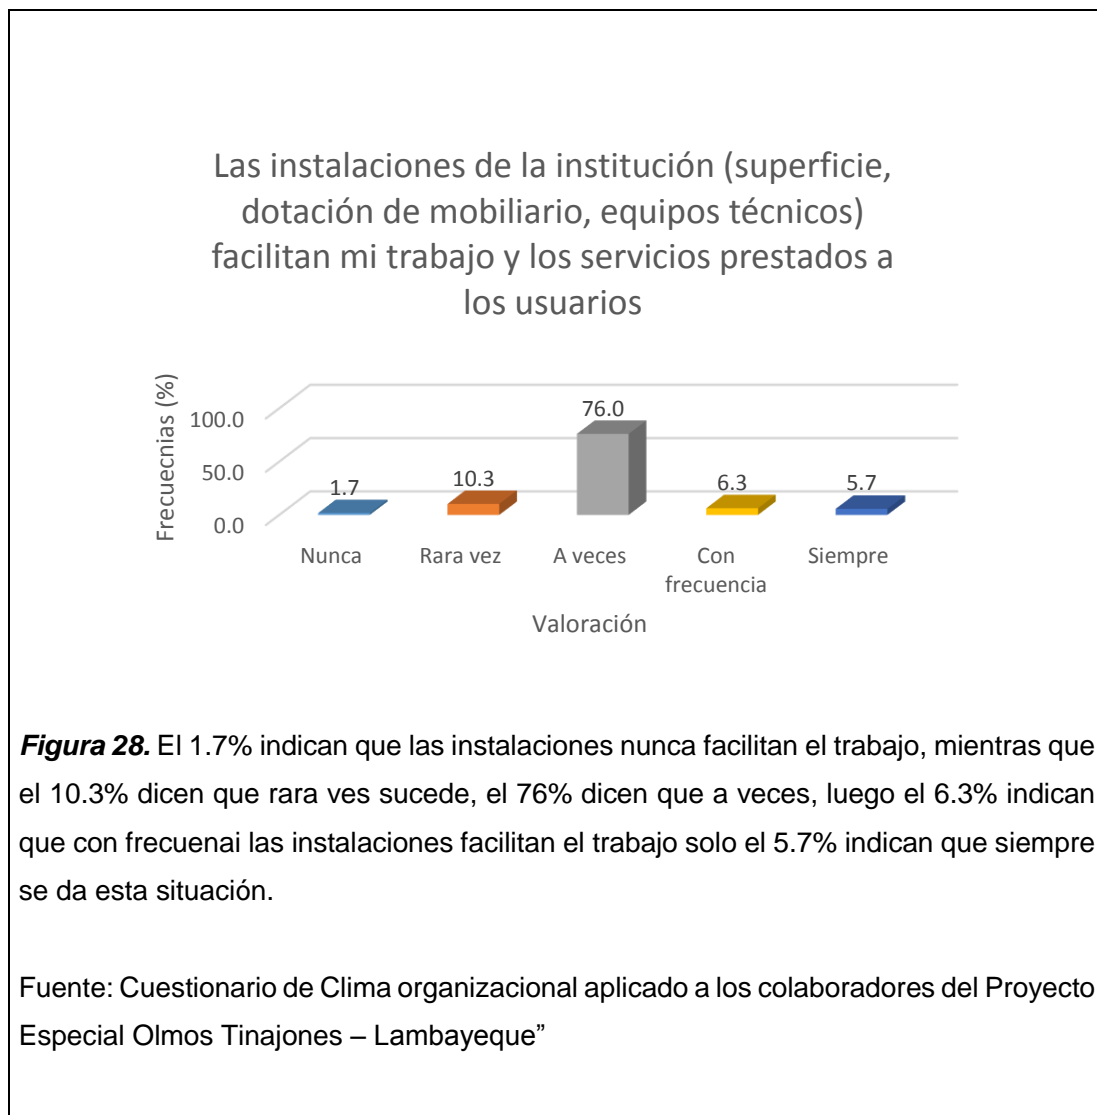 Las instalaciones de la institución (superficie,
dotación de mobiliario, equipos técnicos)
facilitan mi trabajo y los servicios prestados a
los usuarios
Frecuecnias (%)
100.0
50.0
0.0
1.7
10.3
76.0
6.3
5.7
Nunca
Rara vez
A veces
Con
frecuencia
Siempre
Valoración
Figura 28. El 1.7% indican que las instalaciones nunca facilitan el trabajo, mientras que
el 10.3% dicen que rara ves sucede, el 76% dicen que a veces, luego el 6.3% indican
que con frecuenai las instalaciones facilitan el trabajo solo el 5.7% indican que siempre
se da esta situación.
Fuente: Cuestionario de Clima organizacional aplicado a los colaboradores del Proyecto
Especial Olmos Tinajones – Lambayeque”